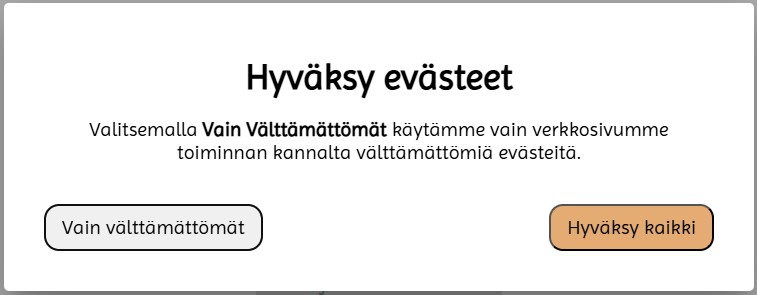 Hyväksy evästeet
Valitsemalla Vain Välttämättömät käytämme vain verkkosivumme
toiminnan kannalta välttämättömiä evästeitä.
Vain välttämättömät
Hyväksy kaikki